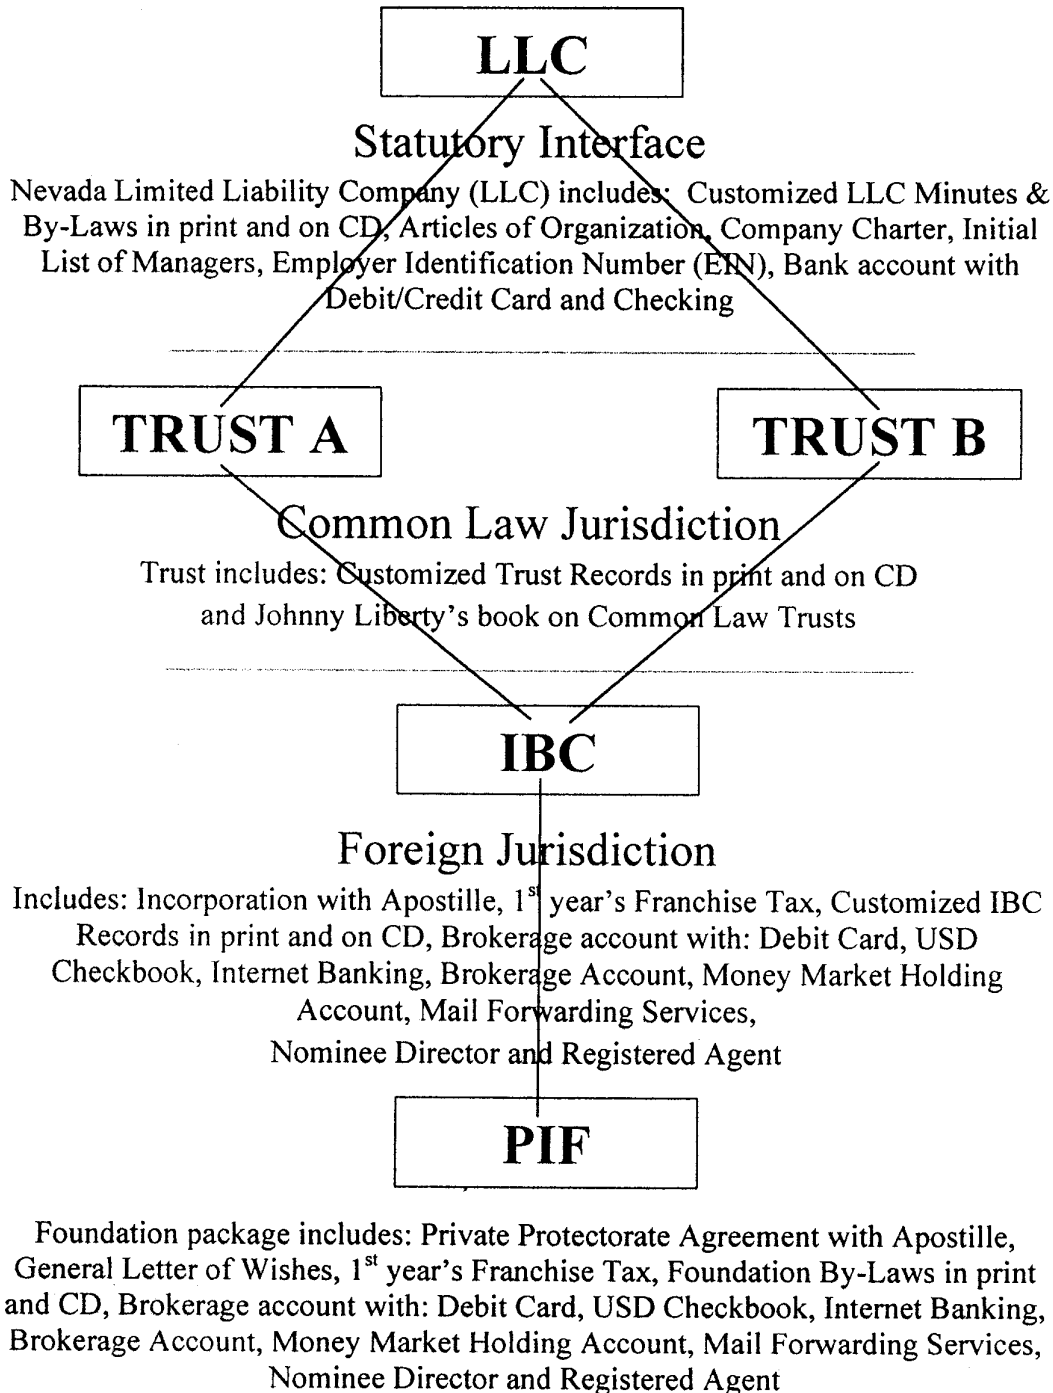 LLC
Statutory Interface
Nevada Limited Liability Company (LLC) includes:  Customized LLC Minutes &
By-Laws in print and on CD, Articles of Organization, Company Charter, Initial
List of Managers, Employer Identification Number (EIN), Bank account with
Debit/Credit Card and Checking
TRUST A
TRUST B
Common Law Jurisdiction
Trust includes: Customized Trust Records in print and on CD
and Johnny Liberty's book on Common Law Trusts
IBC
Foreign Jurisdiction
Includes: Incorporation with Apostille, 1st year's Franchise Tax, Customized IBC
Records in print and on CD, Brokerage account with: Debit Card, USD
Checkbook, Internet Banking, Brokerage Account, Money Market Holding
Account, Mail Forwarding Services,
Nominee Director and Registered Agent
PIF
Foundation package includes: Private Protectorate Agreement with Apostille,
General Letter of Wishes, 1st year's Franchise Tax, Foundation By-Laws in print
and CD, Brokerage account with: Debit Card, USD Checkbook, Internet Banking,
Brokerage Account, Money Market Holding Account, Mail Forwarding Services,
Nominee Director and Registered Agent